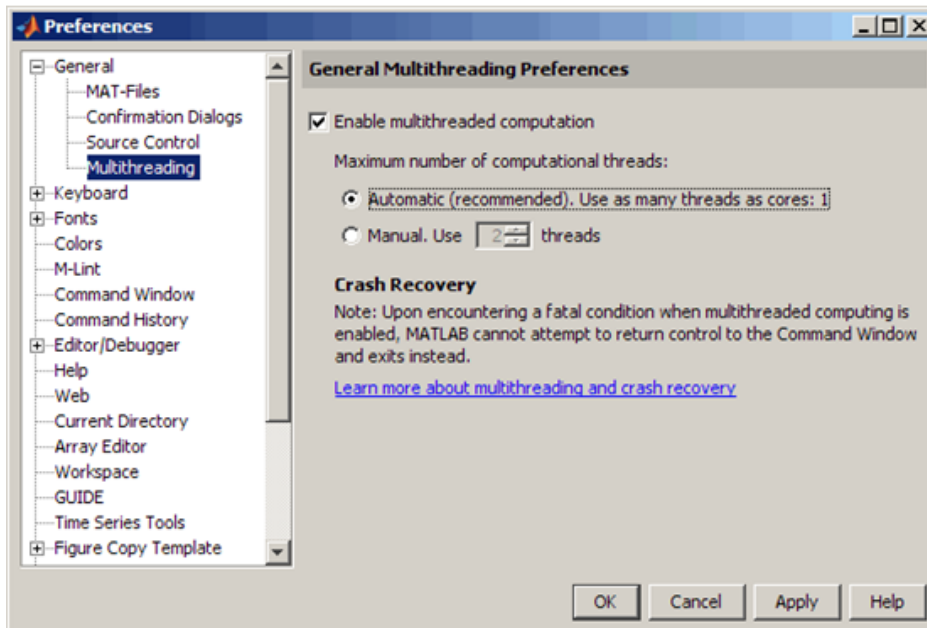 Preferences
General
MAT-Files
Confirmation Dialogs
Source Control
Multithreading
Keyboard
Fonts
Colors
M-Lint
Command Window
Command History
Editor/Debugger
Help
Web
Current Directory
Array Editor
Workspace
GUIDE
Time Series Tools
Figure Copy Template
General Multithreading Preferences
Enable multithreaded computation
Maximum number of computational threads:
Automatic (recommended). Use as many threads as cores: 1
Manual. Use 2 threads
Crash Recovery
Note: Upon encountering a fatal condition when multithreaded computing is
enabled, MATLAB cannot attempt to return control to the Command Window
and exits instead.
Learn more about multithreading and crash recovery
OK Cancel Apply Help